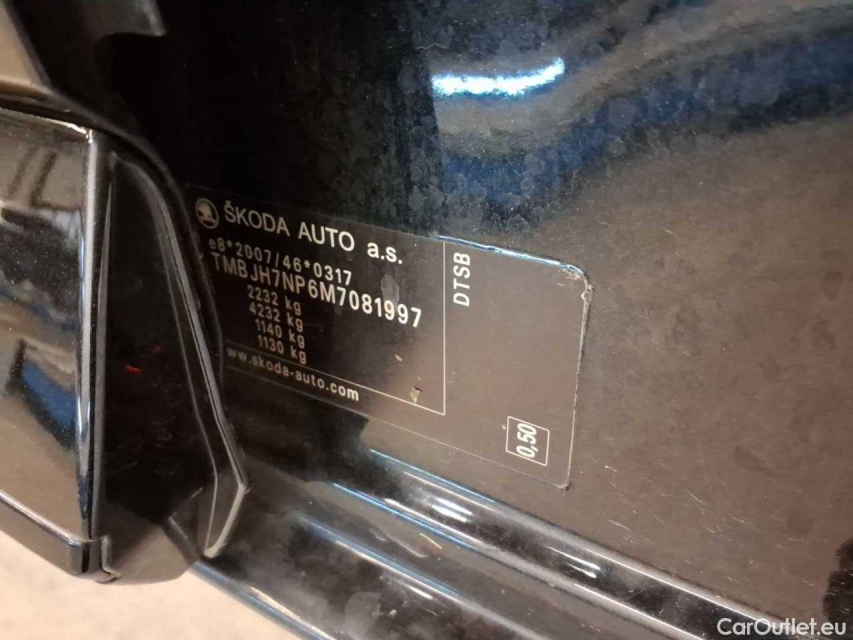 ŠKODA AUTO a.s.
e8*2007/46*0317
TMBJH7NP6M7081997
2232 kg
4232 kg
1140 kg
1130 kg
ww.skoda-auto.com
DTSB
0,50
CarOutlet.eu